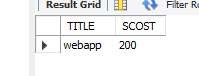 Result Grid Filter Ro
TITLE SCOST
webapp 200